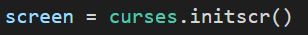 screen = curses.initscr()